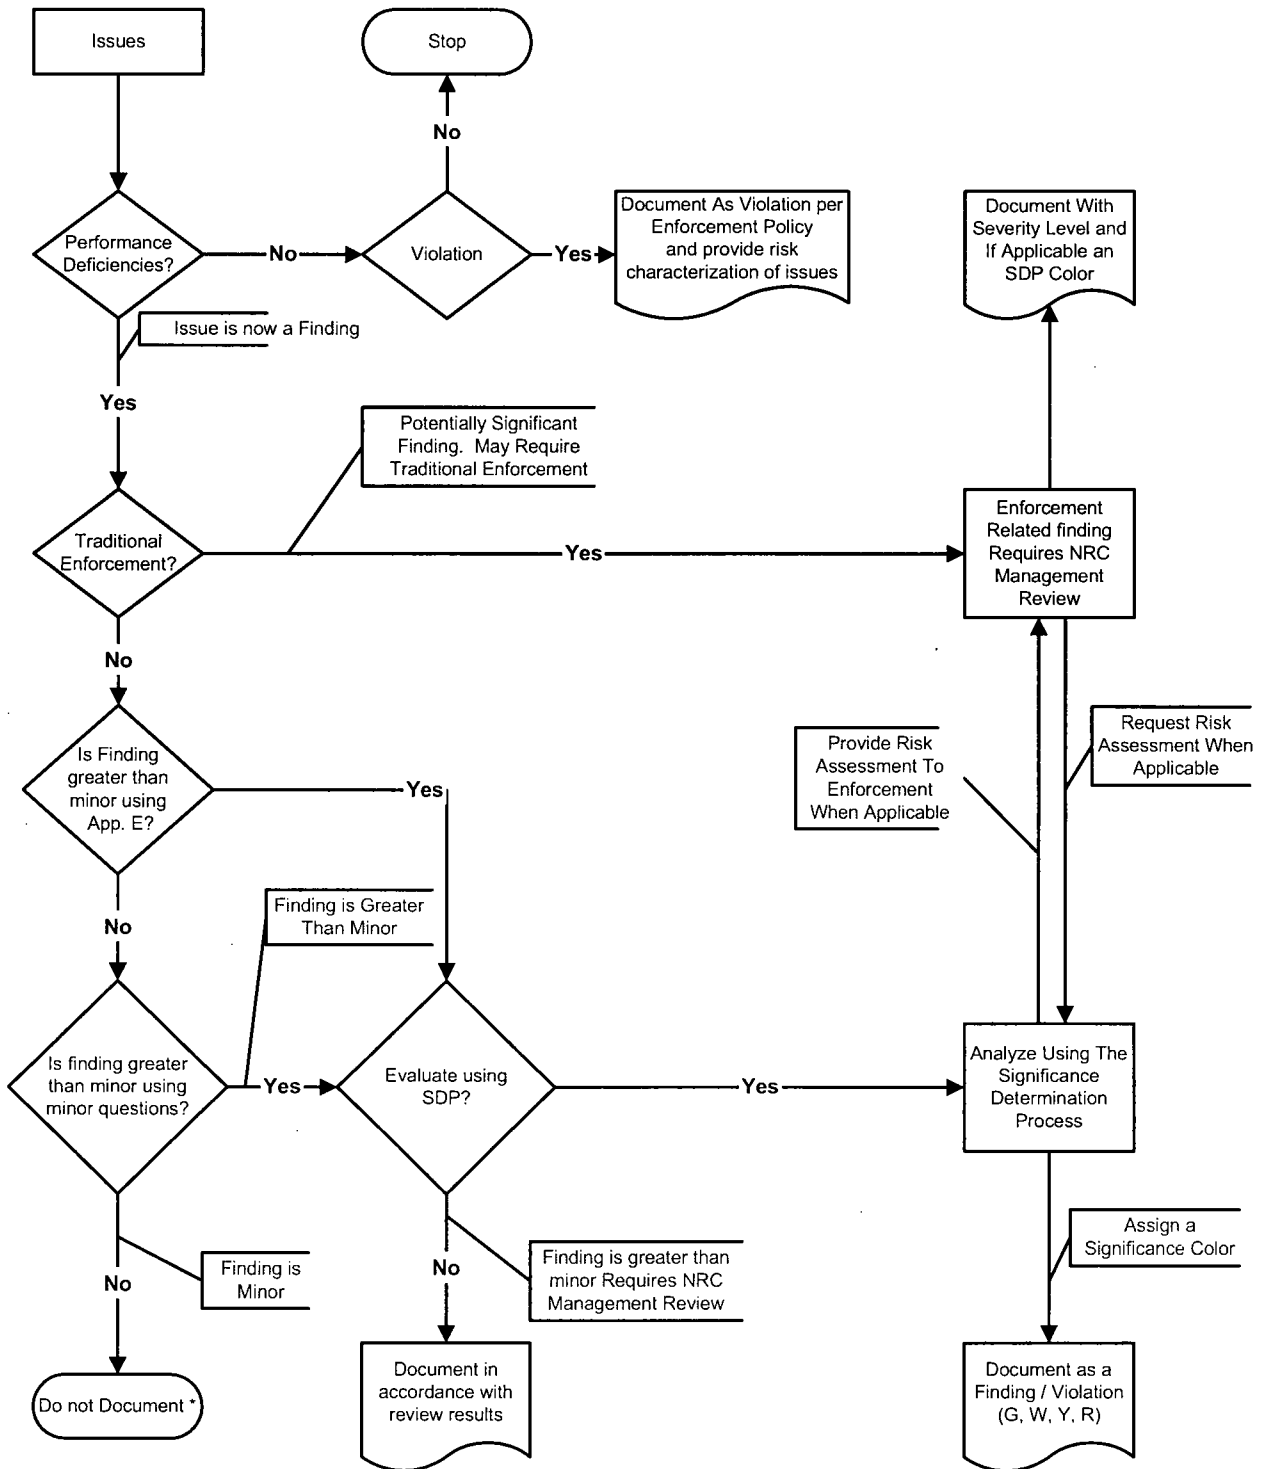 Issues
Stop
No
Performance
Deficiencies?
No
Violation
Yes
Document As Violation per
Enforcement Policy
and provide risk
characterization of issues
Document With
Severity Level and
If Applicable an
SDP Color
Issue is now a Finding
Yes
Potentially Significant
Finding. May Require
Traditional Enforcement
Traditional
Enforcement?
Yes
Enforcement
Related finding
Requires NRC
Management
Review
No
Is Finding
greater than
minor using
App. E?
Yes
Provide Risk
Assessment To
Enforcement
When Applicable
Request Risk
Assessment When
Applicable
No
Finding is Greater
Than Minor
Is finding greater
than minor using
minor questions?
Yes
Evaluate using
SDP?
Yes
Analyze Using The
Significance
Determination
Process
Finding is
Minor
No
Finding is greater than
minor Requires NRC
Management Review
No
Assign a
Significance Color
Do not Document *
Document in
accordance with
review results
Document as a
Finding / Violation
(G, W, Y, R)